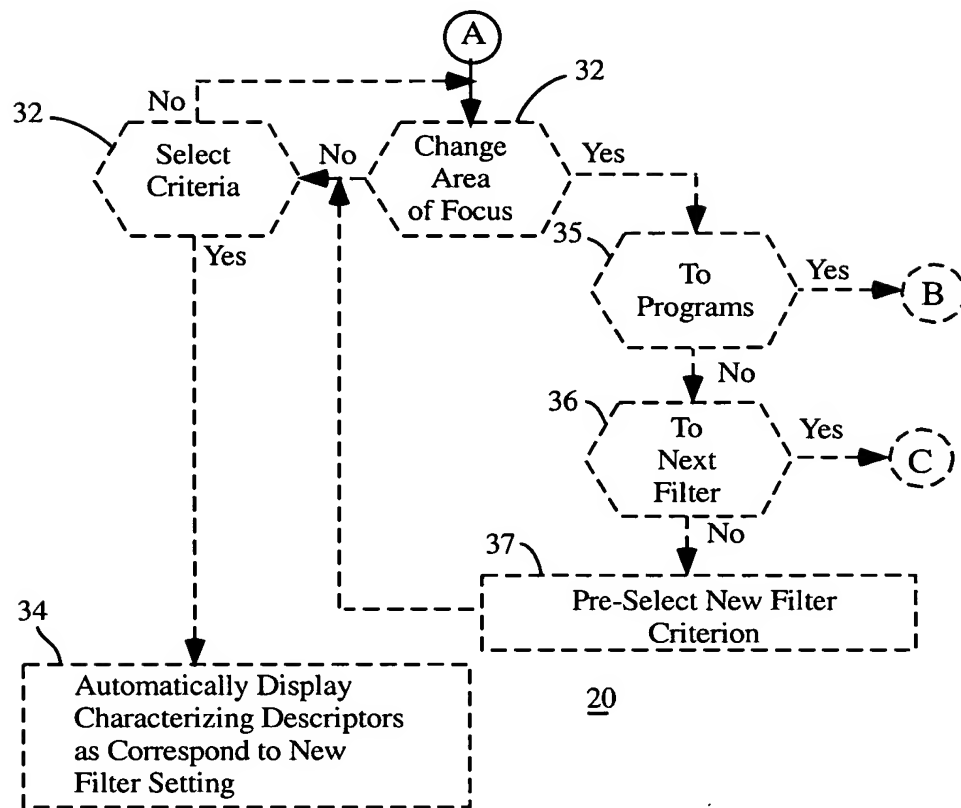 A
32
No
32
Select
Criteria
No
Change
Area
of Focus
Yes
Yes
35
To
Programs
Yes
B
No
36
To
Next
Filter
Yes
C
No
37
Pre-Select New Filter
Criterion
34
Automatically Display
Characterizing Descriptors
as Correspond to New
Filter Setting
20